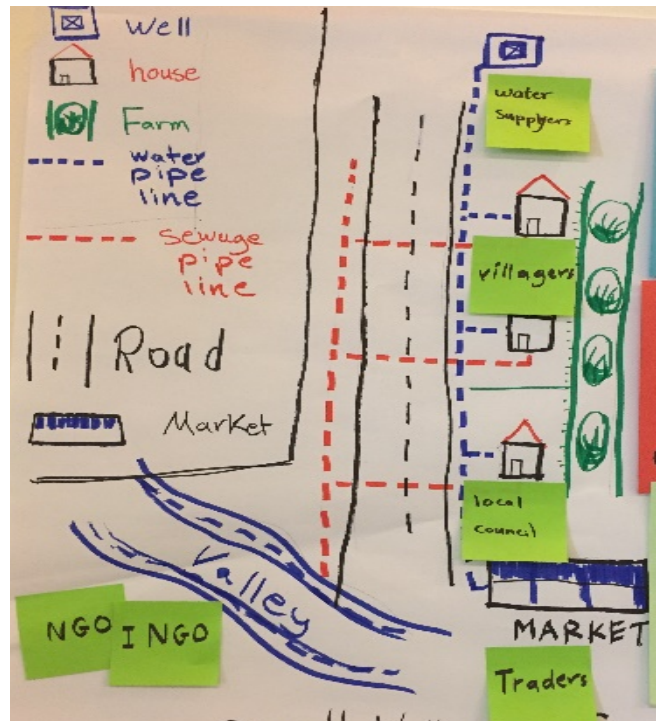 Well
house
Farm
water
pipe
line
sewage
pipe
line
Road
Market
Valley
NGO
I NGO
water
suppliers
villagers
local
council
MARKET
Traders